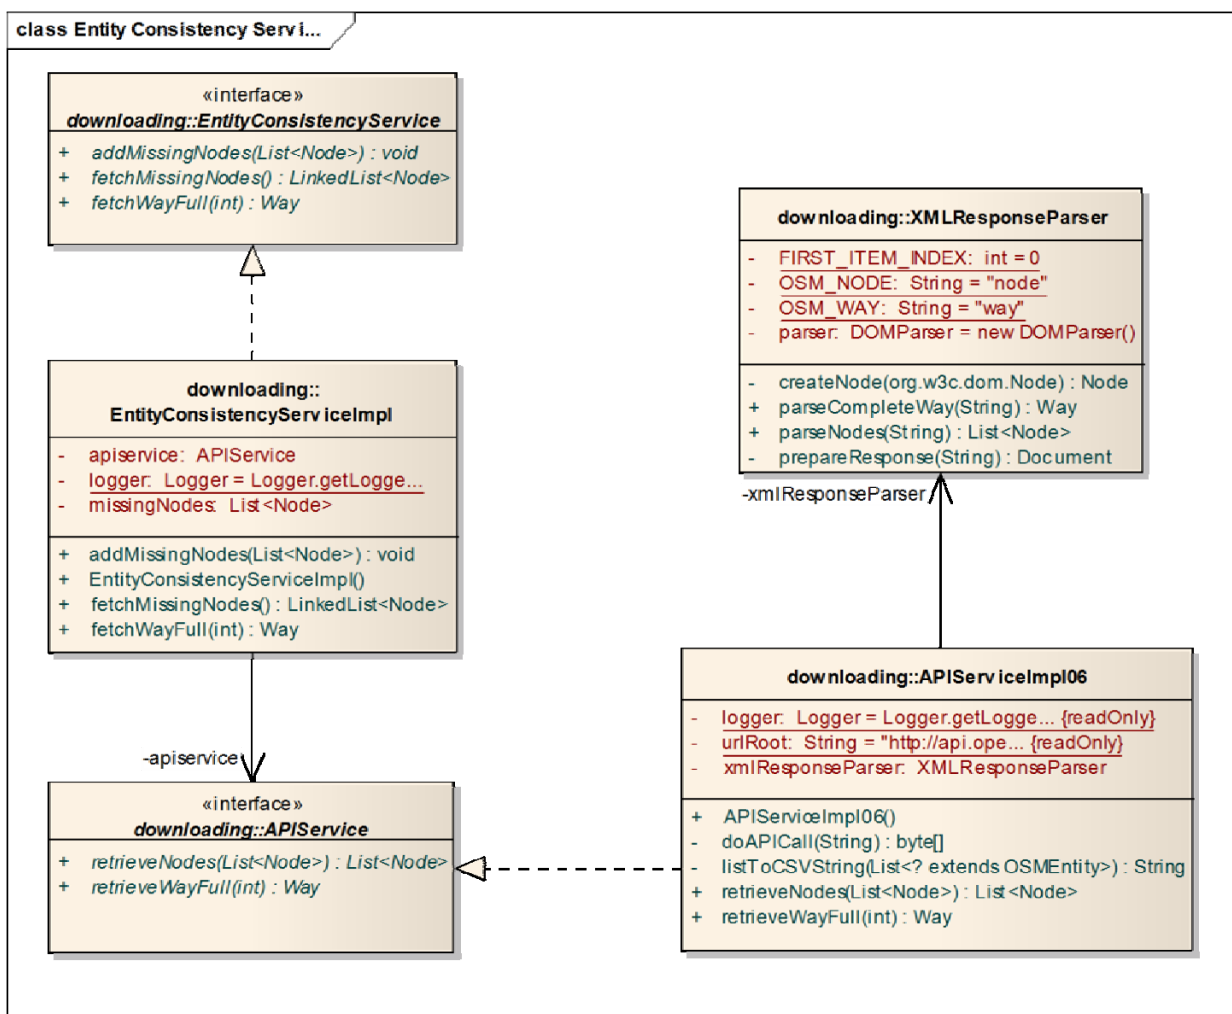 class Entity Consistency Servi...
«interface»
downloading::EntityConsistencyService
+ addMissingNodes(List<Node>) : void
+ fetchMissingNodes() : LinkedList<Node>
+ fetchWayFull(int) : Way
downloading::
EntityConsistencyServiceImpl
- apiservice: APIService
- logger: Logger = Logger.getLogge...
- missingNodes: List<Node>
+ addMissingNodes(List<Node>) : void
+ EntityConsistencyServiceImpl()
+ fetchMissingNodes() : LinkedList<Node>
+ fetchWayFull(int) : Way
-apiservice
«interface»
downloading::APIService
+ retrieveNodes(List<Node>) : List<Node>
+ retrieveWayFull(int) : Way
downloading::XMLResponseParser
- FIRST_ITEM_INDEX: int = 0
- OSM_NODE: String = "node"
- OSM_WAY: String = "way"
- parser: DOMParser = new DOMParser()
- createNode(org.w3c.dom.Node) : Node
+ parseCompleteWay(String) : Way
+ parseNodes(String) : List<Node>
- prepareResponse(String) : Document
-xmlResponseParser
downloading::APIServiceImpl06
- logger: Logger = Logger.getLogge... {readOnly}
- urlRoot: String = "http://api.ope... {readOnly}
- xmlResponseParser: XMLResponseParser
+ APIServiceImpl06()
- doAPICall(String) : byte[]
- listToCSVString(List<? extends OSMEntity>) : String
+ retrieveNodes(List<Node>) : List<Node>
+ retrieveWayFull(int) : Way